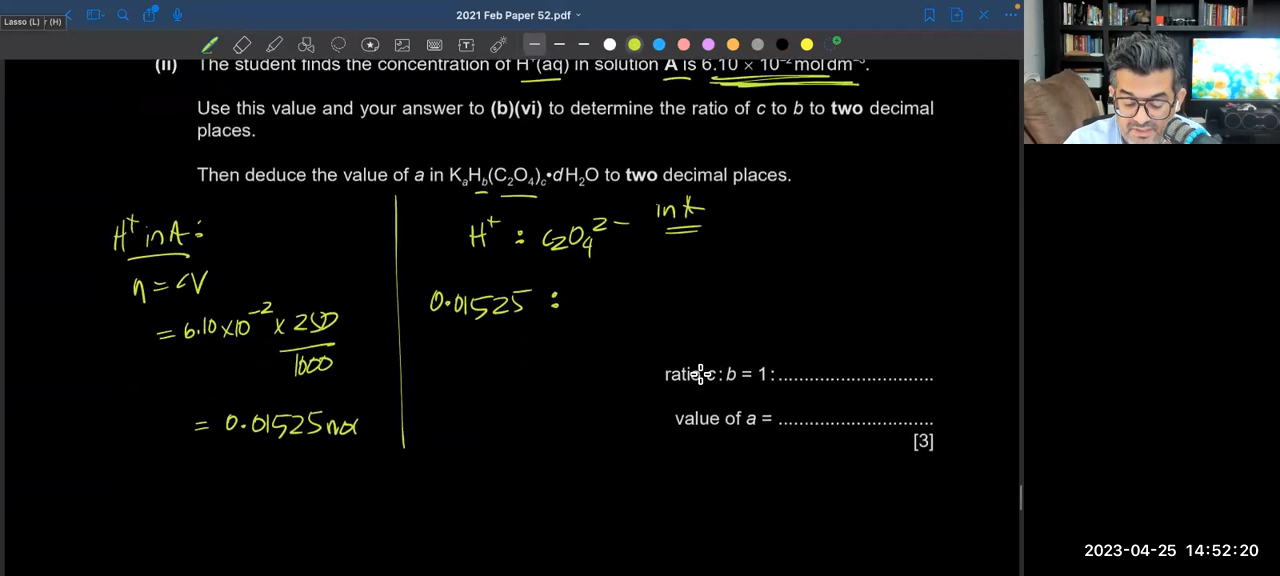 2021 Feb Paper 52.pdf
Lasso (L)
(H)
(ii) The student finds the concentration of H⁺(aq) in solution A is 6.10 × 10⁻² mol dm⁻³.
Use this value and your answer to (b)(vi) to determine the ratio of c to b to two decimal
places.
Then deduce the value of a in KₐH_b(C₂O₄)_c•dH₂O to two decimal places.
H⁺ in A:
n = cV
= 6.10×10⁻² × 250/1000
= 0.01525 mol
in A
H⁺ : C₂O₄²⁻
0.01525 :
ratio c : b = 1 : ................................
value of a = ................................
[3]
2023-04-25 14:52:20